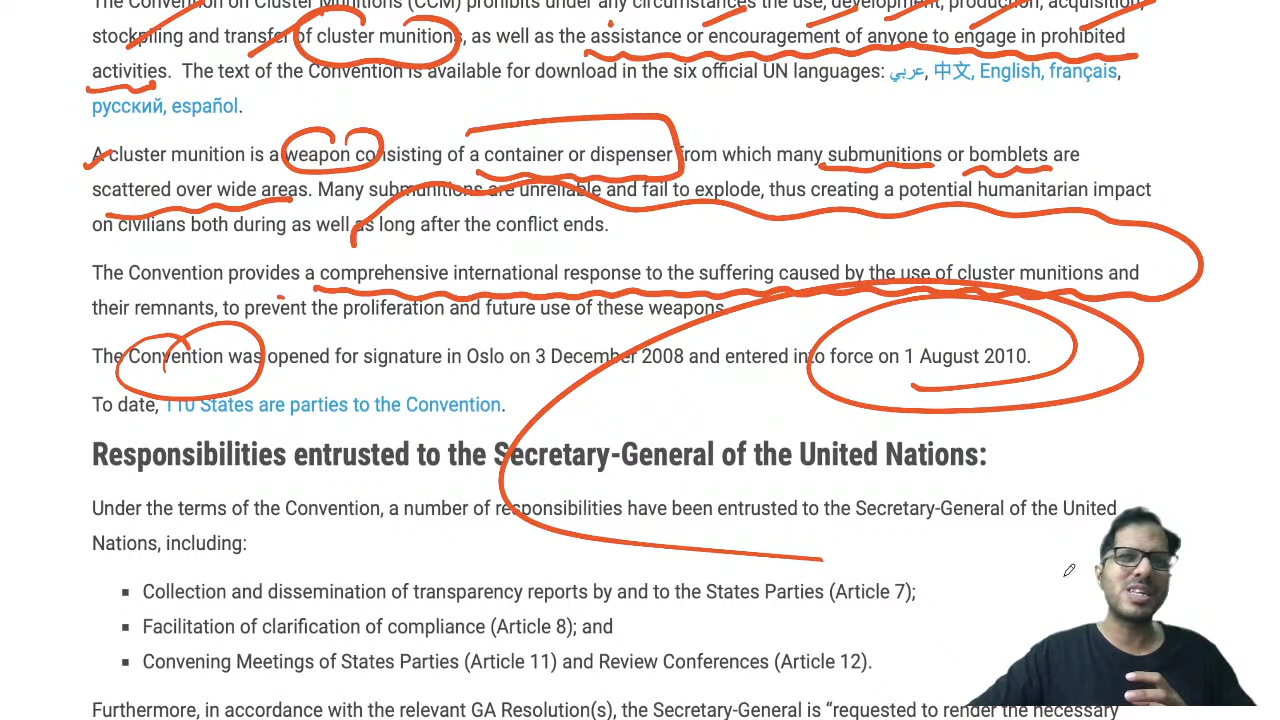 The Convention on Cluster Munitions (CCM) prohibits under any circumstances the use, development, production, acquisition,
stockpiling and transfer of cluster munitions, as well as the assistance or encouragement of anyone to engage in prohibited
activities. The text of the Convention is available for download in the six official UN languages: عربي, 中文, English, français,
русский, español.
A cluster munition is a weapon consisting of a container or dispenser from which many submunitions or bomblets are
scattered over wide areas. Many submunitions are unreliable and fail to explode, thus creating a potential humanitarian impact
on civilians both during as well as long after the conflict ends.
The Convention provides a comprehensive international response to the suffering caused by the use of cluster munitions and
their remnants, to prevent the proliferation and future use of these weapons
The Convention was opened for signature in Oslo on 3 December 2008 and entered into force on 1 August 2010.
To date, 110 States are parties to the Convention.
Responsibilities entrusted to the Secretary-General of the United Nations:
Under the terms of the Convention, a number of responsibilities have been entrusted to the Secretary-General of the United
Nations, including:
▪ Collection and dissemination of transparency reports by and to the States Parties (Article 7);
▪ Facilitation of clarification of compliance (Article 8); and
▪ Convening Meetings of States Parties (Article 11) and Review Conferences (Article 12).
Furthermore, in accordance with the relevant GA Resolution(s), the Secretary-General is “requested to render the necessary